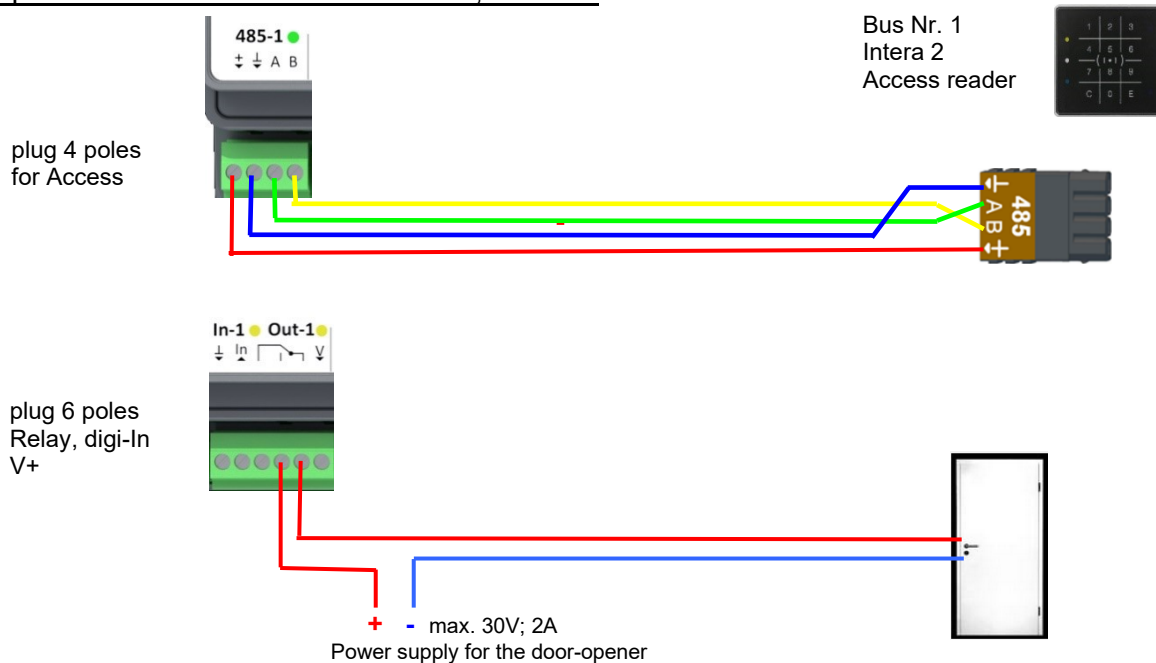 485-1
A B
Bus Nr. 1
Intera 2
Access reader
1 2 3
4 5 6
7 8 9
C 0 E
plug 4 poles
for Access
485
A
B
+
In-1 Out-1
In V
plug 6 poles
Relay, digi-In
V+
+ - max. 30V; 2A
Power supply for the door-opener